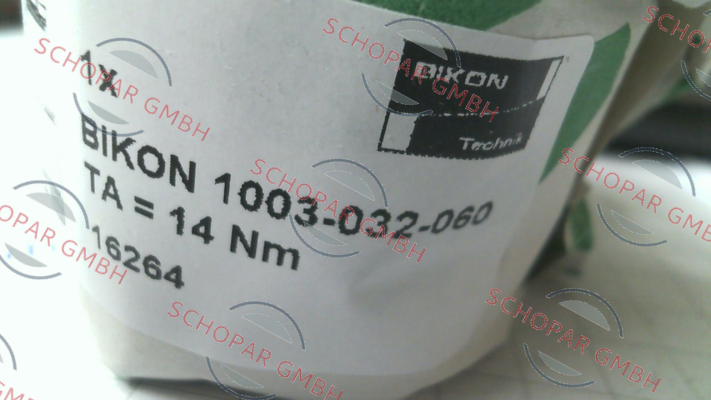 BIKON
Technik
1x
BIKON 1003-032-060
TA = 14 Nm
16264
SCHOPAR GMBH
SCHOPAR GMBH
SCHOPAR GMBH
SCHOPAR GMBH
SCHOPAR GMBH
SCHOPAR GMBH
SCHOPAR GMBH
SCHOPAR GMBH